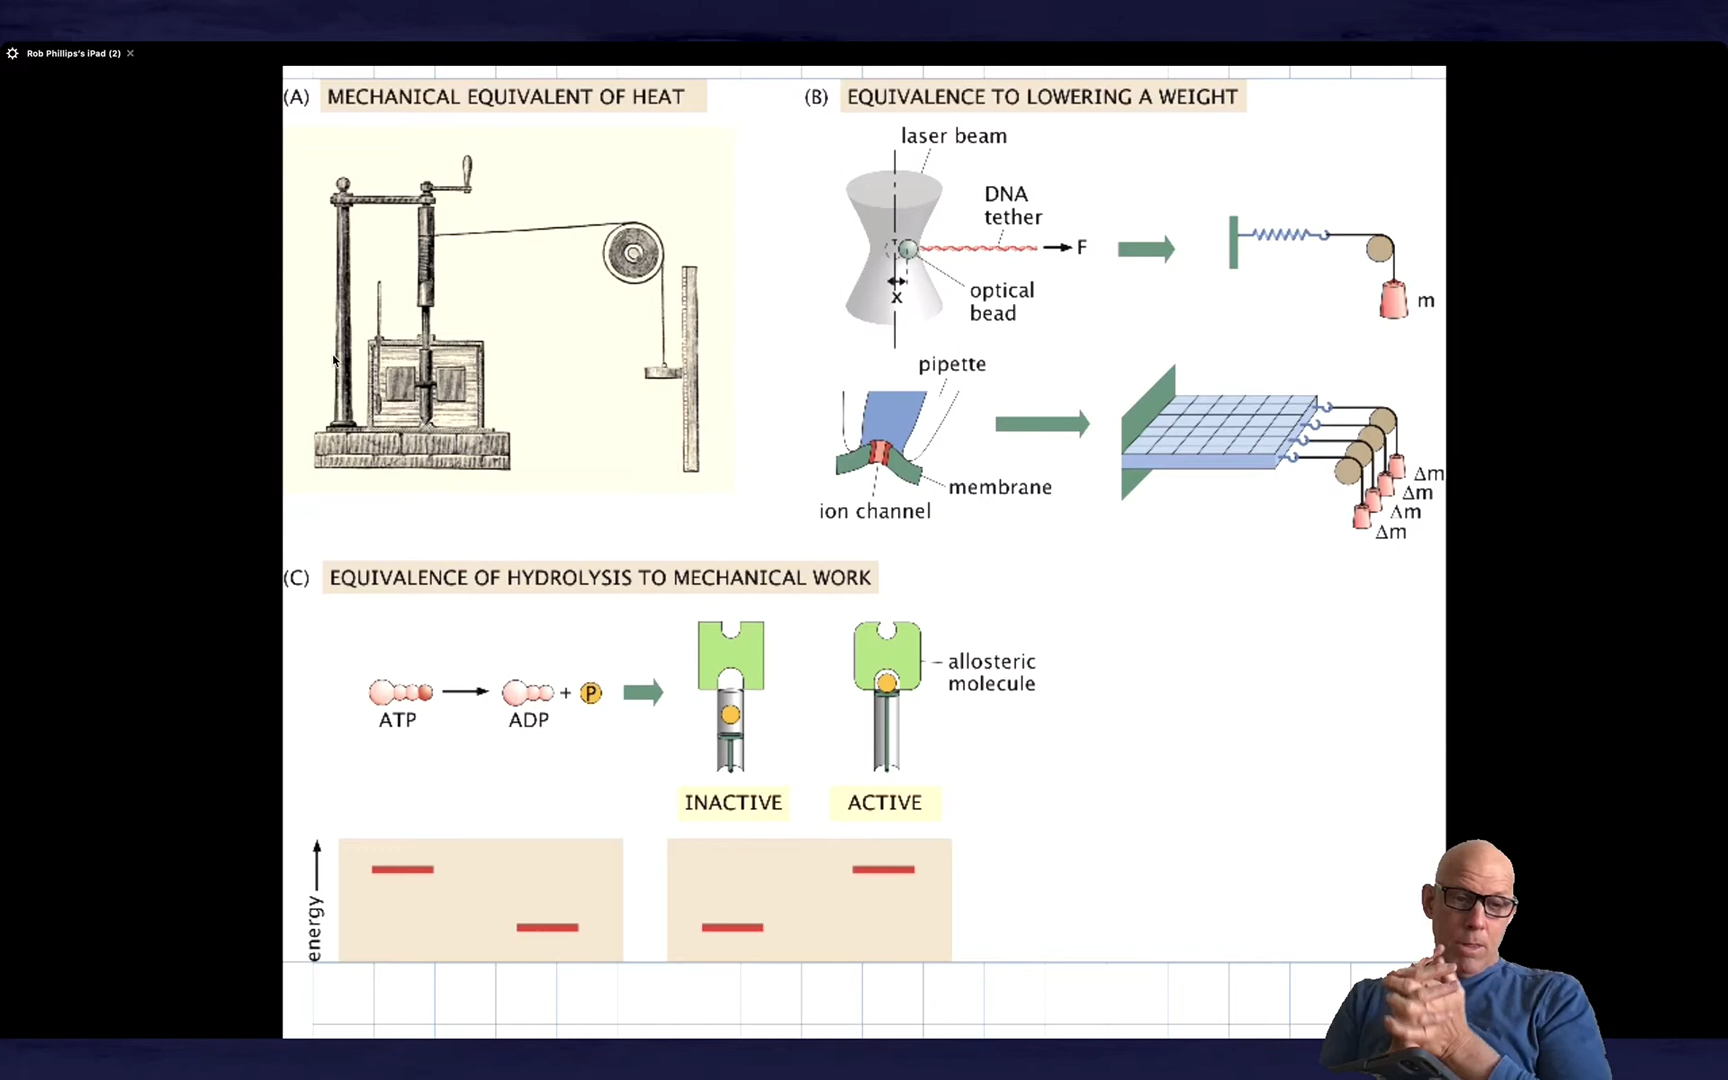 Rob Phillips's iPad (2) ×
(A) MECHANICAL EQUIVALENT OF HEAT
(B) EQUIVALENCE TO LOWERING A WEIGHT
laser beam
DNA
tether
F
x
optical
bead
m
pipette
membrane
ion channel
Δm
Δm
Δm
Δm
(C) EQUIVALENCE OF HYDROLYSIS TO MECHANICAL WORK
ATP
ADP
+
P
allosteric
molecule
INACTIVE
ACTIVE
energy